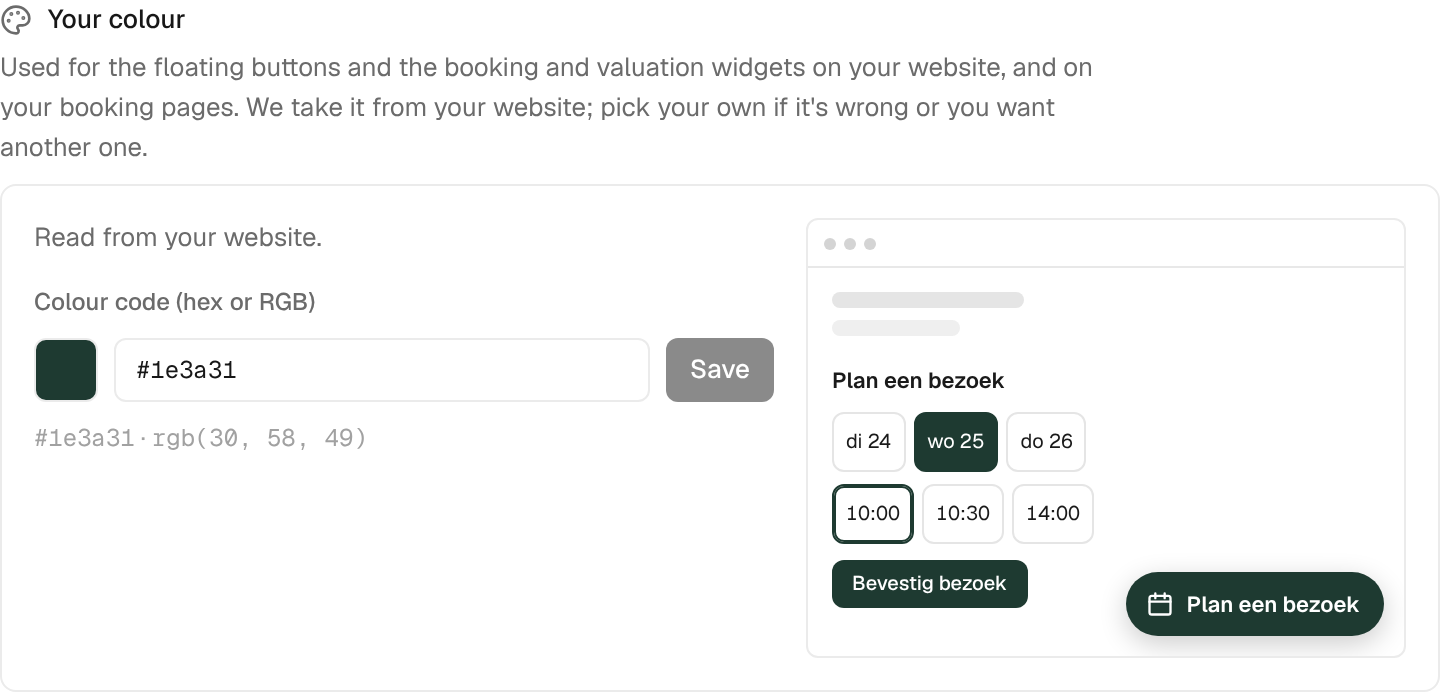 Your colour
Used for the floating buttons and the booking and valuation widgets on your website, and on
your booking pages. We take it from your website; pick your own if it's wrong or you want
another one.
Read from your website.
Colour code (hex or RGB)
#1e3a31
Save
#1e3a31 · rgb(30, 58, 49)
Plan een bezoek
di 24
wo 25
do 26
10:00
10:30
14:00
Bevestig bezoek
Plan een bezoek